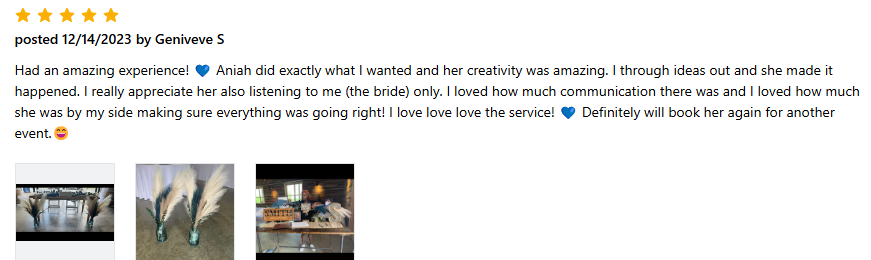 posted 12/14/2023 by Geniveve S
Had an amazing experience! 💙 Aniah did exactly what I wanted and her creativity was amazing. I through ideas out and she made it
happened. I really appreciate her also listening to me (the bride) only. I loved how much communication there was and I loved how much
she was by my side making sure everything was going right! I love love love the service! 💙 Definitely will book her again for another
event.😄
SMITH